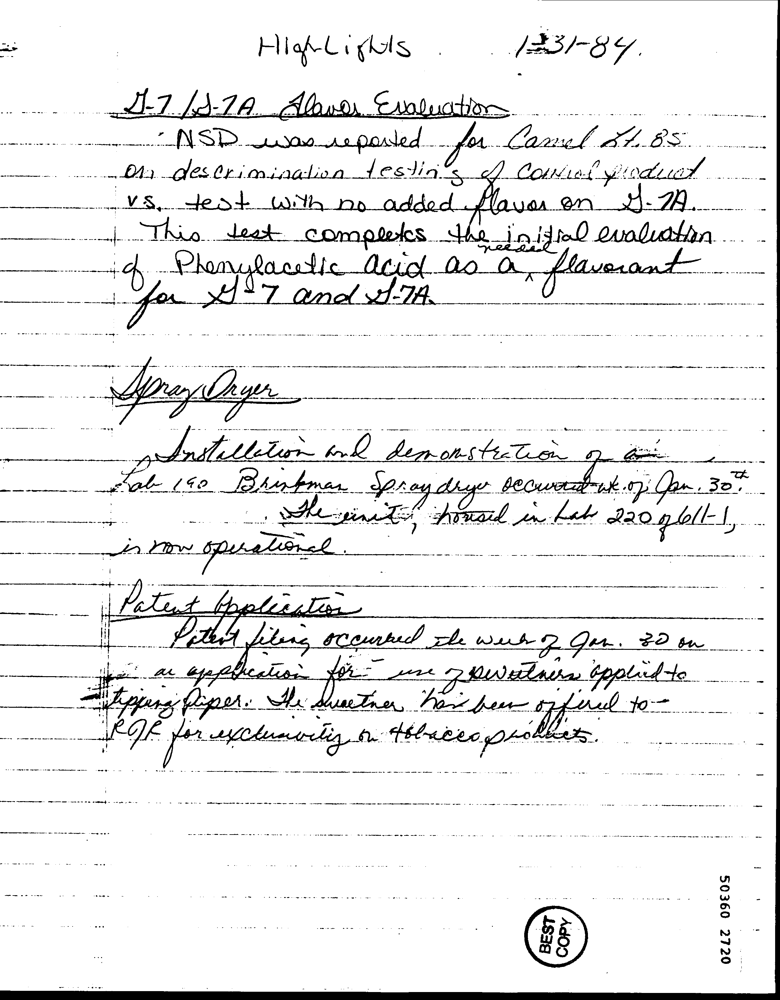 HighLights 1-31-84.
G-7 / G-7A Flavor Evaluation
NSD was reported for Camel Lt. 85
on descrimination testing of control product
vs. test with no added flavor on G-7A.
This test completes the initial evaluation
of Phenylacetic acid as a needed flavorant
for G-7 and G-7A.
Spray Dryer
Installation and demonstration of a
Lab 190 Brinkman Spray dryer occurred wk. of Jan. 30th.
The unit, housed in Lab 220 of 611-1,
is now operational.
Patent Application
Patent filing occurred the week of Jan. 30 on
an application for use of sweetners applied to
tipping paper. The sweetner has been offered to
RJR for exclusivity on tobacco products.
BEST
COPY
50360 2720